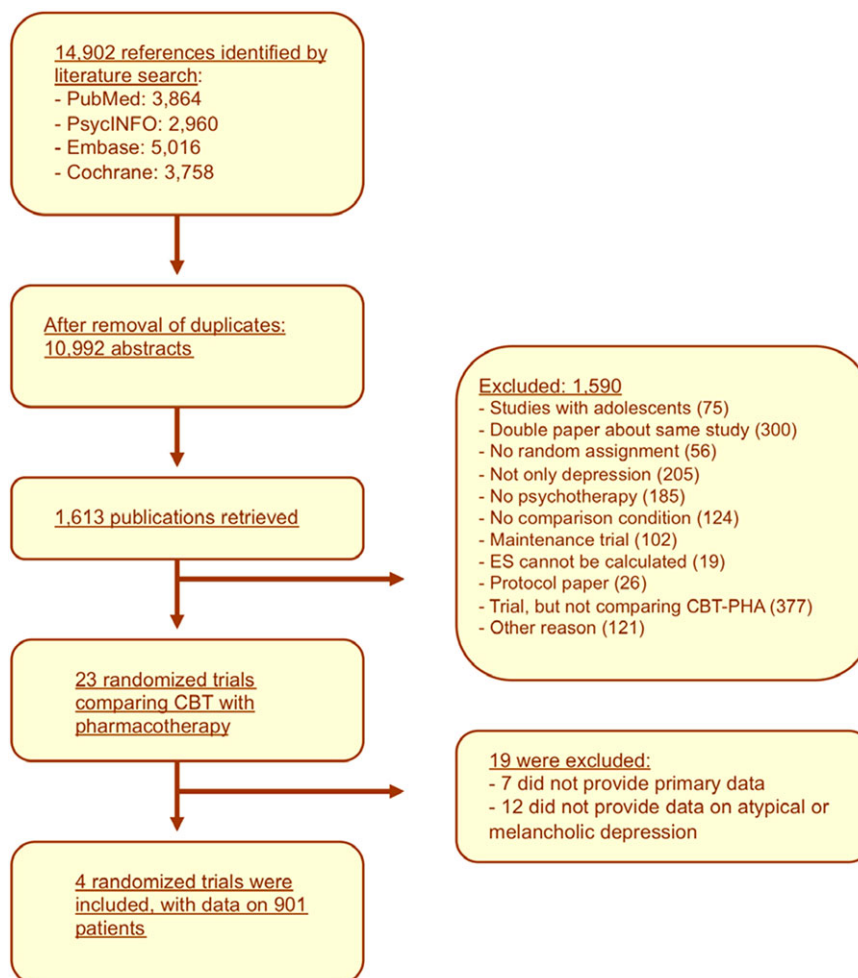 14,902 references identified by
literature search:
- PubMed: 3,864
- PsycINFO: 2,960
- Embase: 5,016
- Cochrane: 3,758
After removal of duplicates:
10,992 abstracts
1,613 publications retrieved
Excluded: 1,590
- Studies with adolescents (75)
- Double paper about same study (300)
- No random assignment (56)
- Not only depression (205)
- No psychotherapy (185)
- No comparison condition (124)
- Maintenance trial (102)
- ES cannot be calculated (19)
- Protocol paper (26)
- Trial, but not comparing CBT-PHA (377)
- Other reason (121)
23 randomized trials
comparing CBT with
pharmacotherapy
19 were excluded:
- 7 did not provide primary data
- 12 did not provide data on atypical or
melancholic depression
4 randomized trials were
included, with data on 901
patients